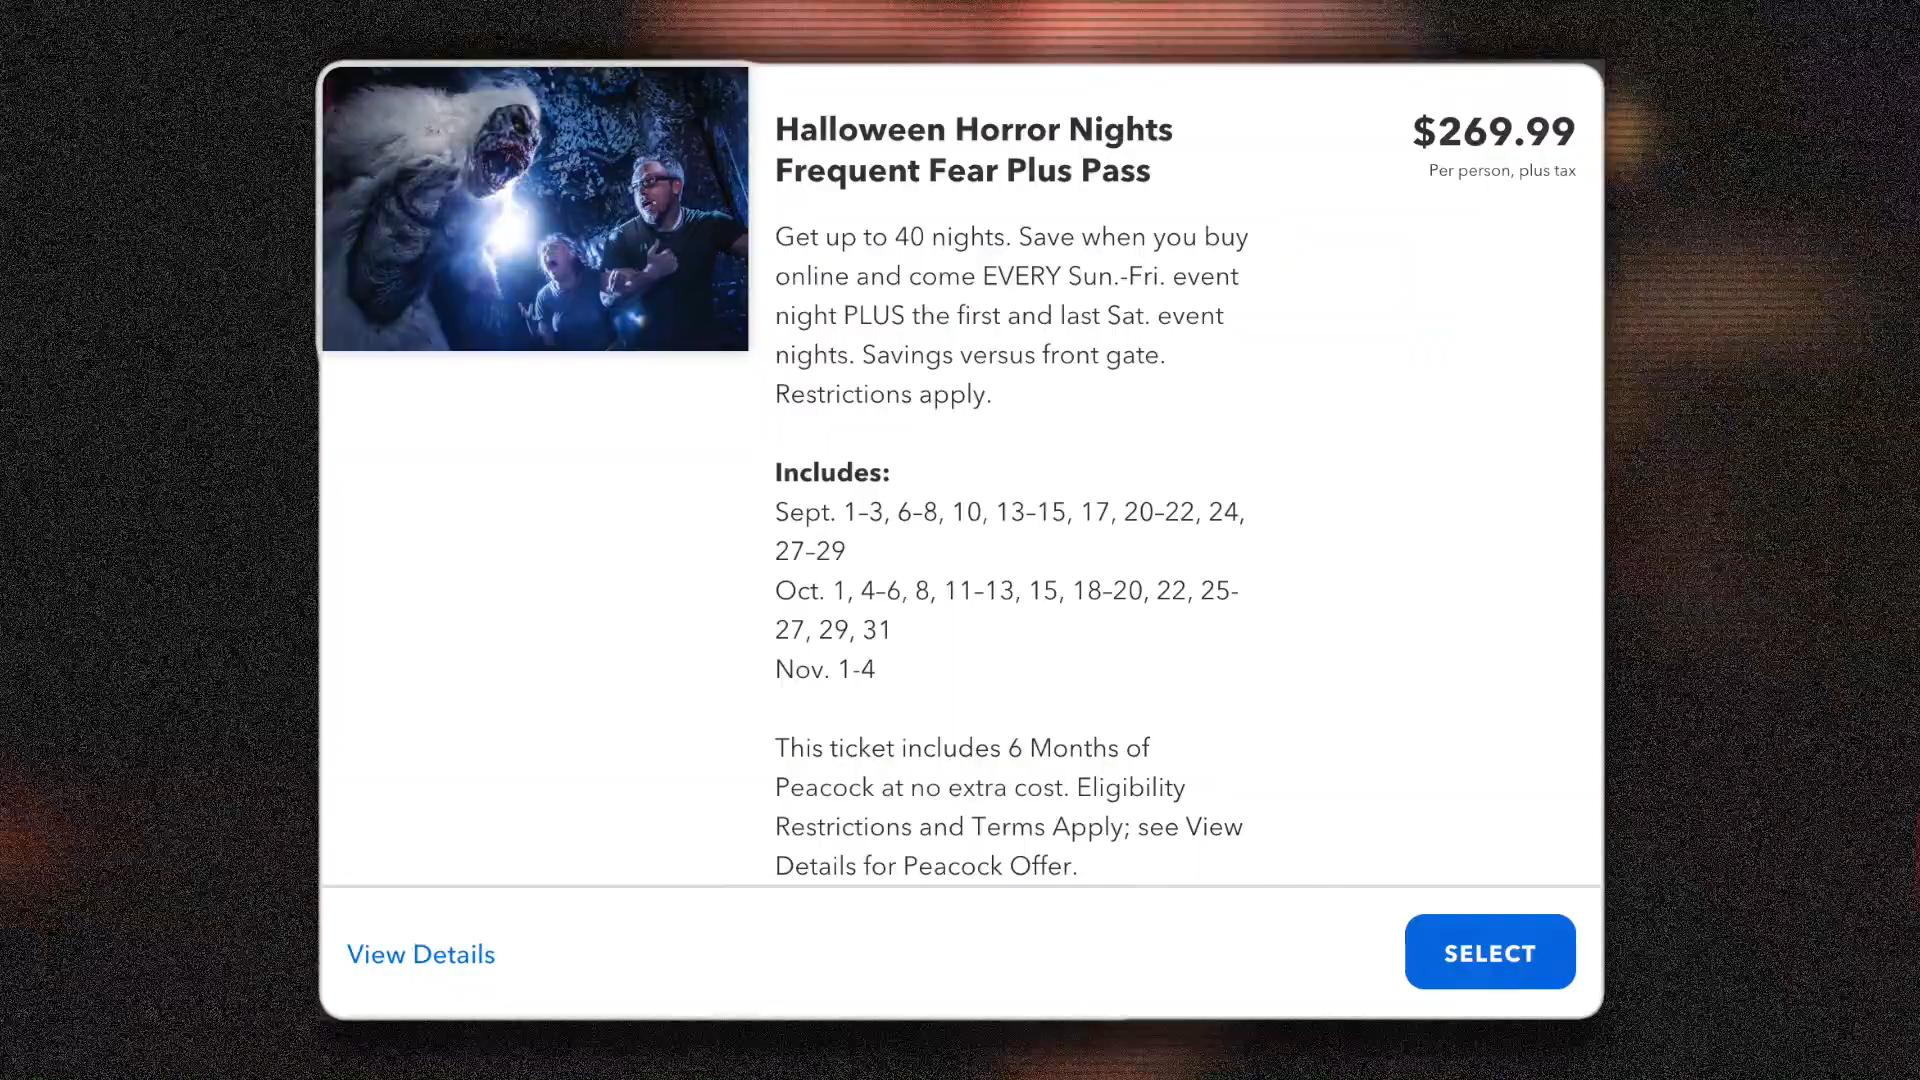 Halloween Horror Nights
Frequent Fear Plus Pass
$269.99
Per person, plus tax
Get up to 40 nights. Save when you buy
online and come EVERY Sun.-Fri. event
night PLUS the first and last Sat. event
nights. Savings versus front gate.
Restrictions apply.
Includes:
Sept. 1–3, 6–8, 10, 13–15, 17, 20–22, 24,
27–29
Oct. 1, 4–6, 8, 11–13, 15, 18–20, 22, 25-
27, 29, 31
Nov. 1-4
This ticket includes 6 Months of
Peacock at no extra cost. Eligibility
Restrictions and Terms Apply; see View
Details for Peacock Offer.
View Details
SELECT